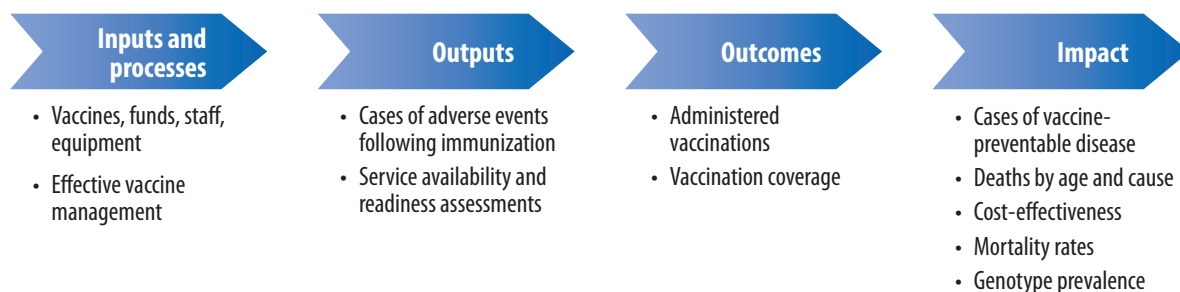 Inputs and
processes
• Vaccines, funds, staff,
equipment
• Effective vaccine
management
Outputs
• Cases of adverse events
following immunization
• Service availability and
readiness assessments
Outcomes
• Administered
vaccinations
• Vaccination coverage
Impact
• Cases of vaccine-
preventable disease
• Deaths by age and cause
• Cost-effectiveness
• Mortality rates
• Genotype prevalence